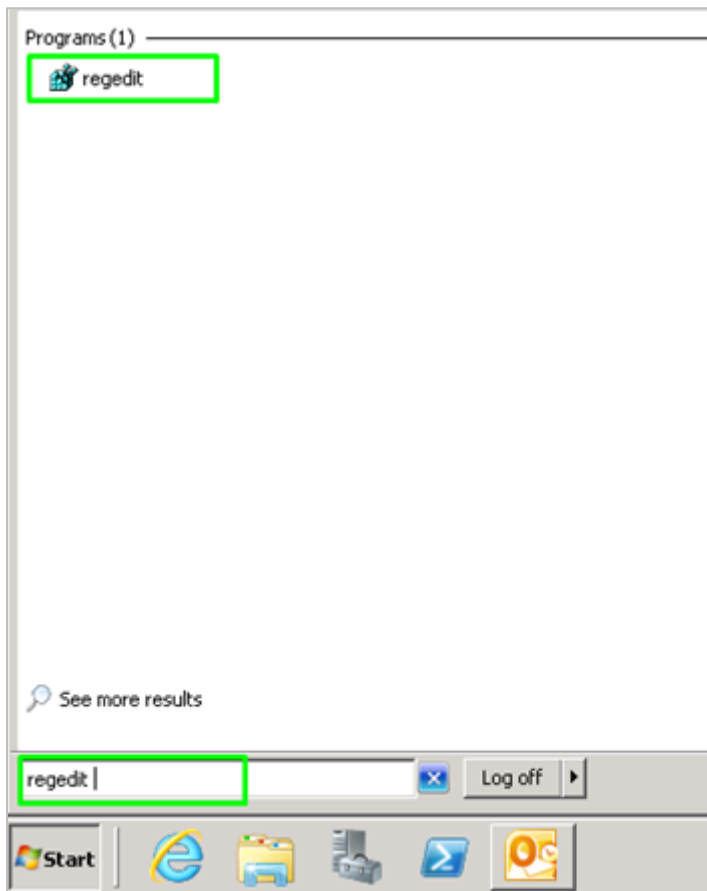 Programs (1)
regedit
See more results
regedit
Log off
Start